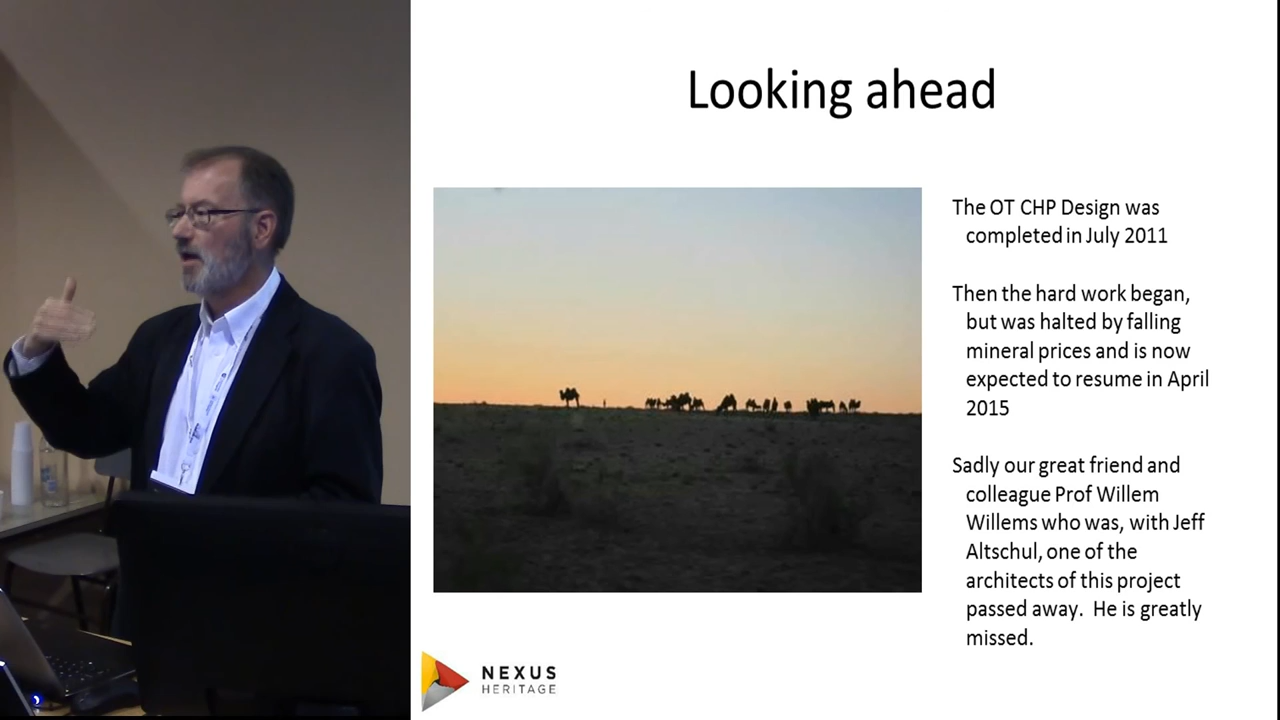 Looking ahead
The OT CHP Design was
completed in July 2011
Then the hard work began,
but was halted by falling
mineral prices and is now
expected to resume in April
2015
Sadly our great friend and
colleague Prof Willem
Willems who was, with Jeff
Altschul, one of the
architects of this project
passed away. He is greatly
missed.
NEXUS
HERITAGE